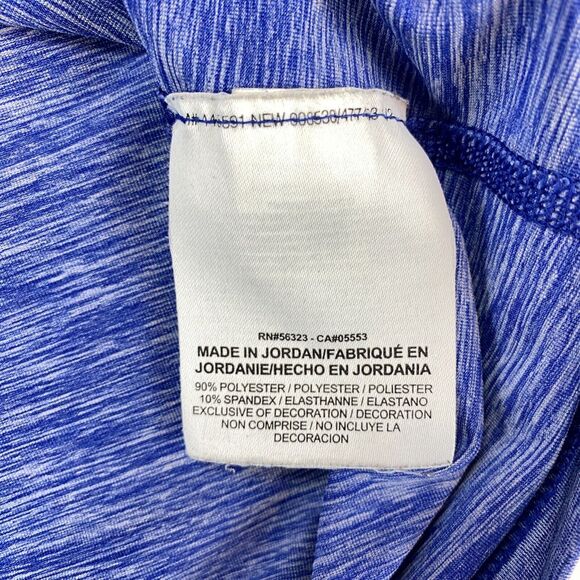 NEW
RN#56323 - CA#05553
MADE IN JORDAN/FABRIQUÉ EN
JORDANIE/HECHO EN JORDANIA
90% POLYESTER / POLYESTER / POLIESTER
10% SPANDEX / ELASTHANNE / ELASTANO
EXCLUSIVE OF DECORATION / DECORATION
NON COMPRISE / NO INCLUYE LA
DECORACION